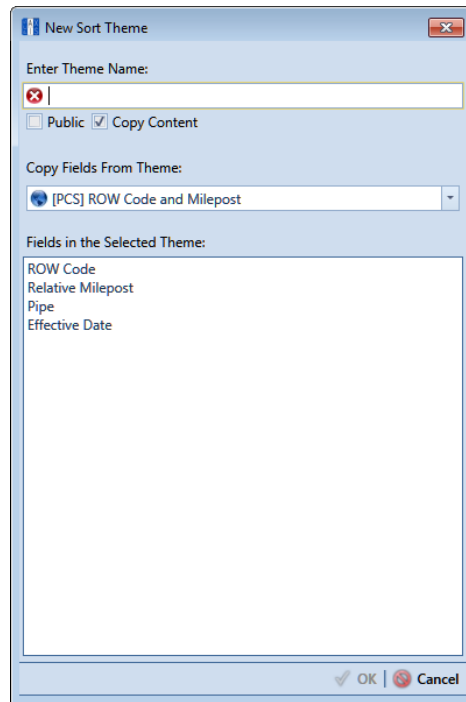 New Sort Theme
Enter Theme Name:
Public Copy Content
Copy Fields From Theme:
[PCS] ROW Code and Milepost
Fields in the Selected Theme:
ROW Code
Relative Milepost
Pipe
Effective Date
OK Cancel